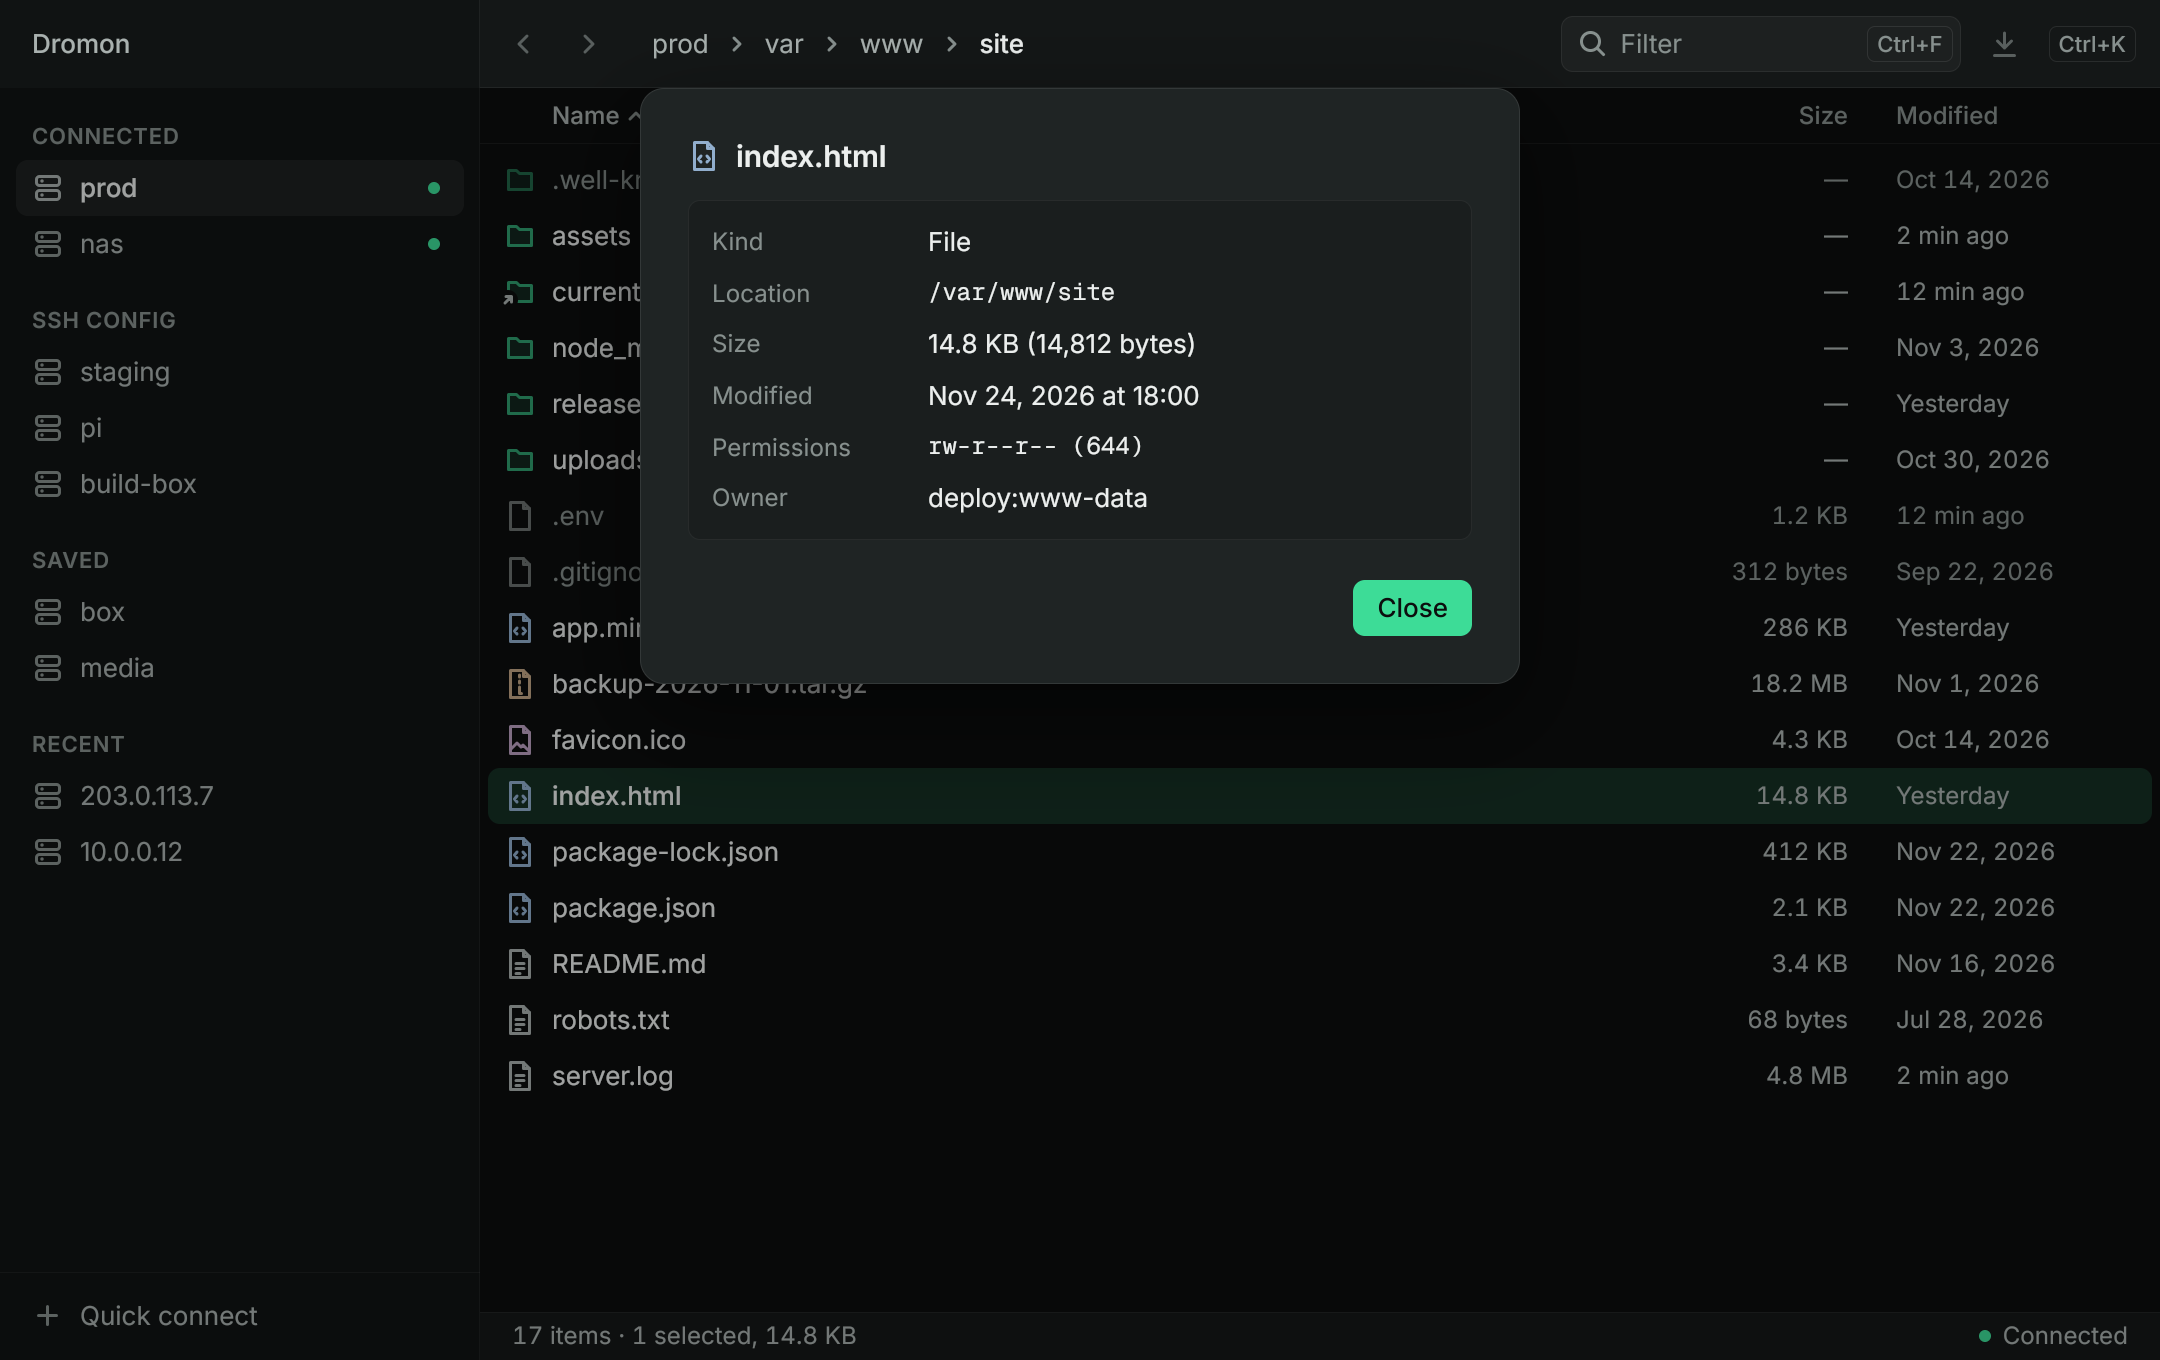 Dromon
prod > var > www > site
Filter
Ctrl+F
Ctrl+K
CONNECTED
prod
nas
SSH CONFIG
staging
pi
build-box
SAVED
box
media
RECENT
203.0.113.7
10.0.0.12
Quick connect
Name Size Modified
— Oct 14, 2026
assets — 2 min ago
current — 12 min ago
— Nov 3, 2026
— Yesterday
— Oct 30, 2026
.env 1.2 KB 12 min ago
312 bytes Sep 22, 2026
286 KB Yesterday
backup-2026-11-01.tar.gz 18.2 MB Nov 1, 2026
favicon.ico 4.3 KB Oct 14, 2026
index.html 14.8 KB Yesterday
package-lock.json 412 KB Nov 22, 2026
package.json 2.1 KB Nov 22, 2026
README.md 3.4 KB Nov 16, 2026
robots.txt 68 bytes Jul 28, 2026
server.log 4.8 MB 2 min ago
index.html
Kind File
Location /var/www/site
Size 14.8 KB (14,812 bytes)
Modified Nov 24, 2026 at 18:00
Permissions rw-r--r-- (644)
Owner deploy:www-data
Close
17 items · 1 selected, 14.8 KB
Connected